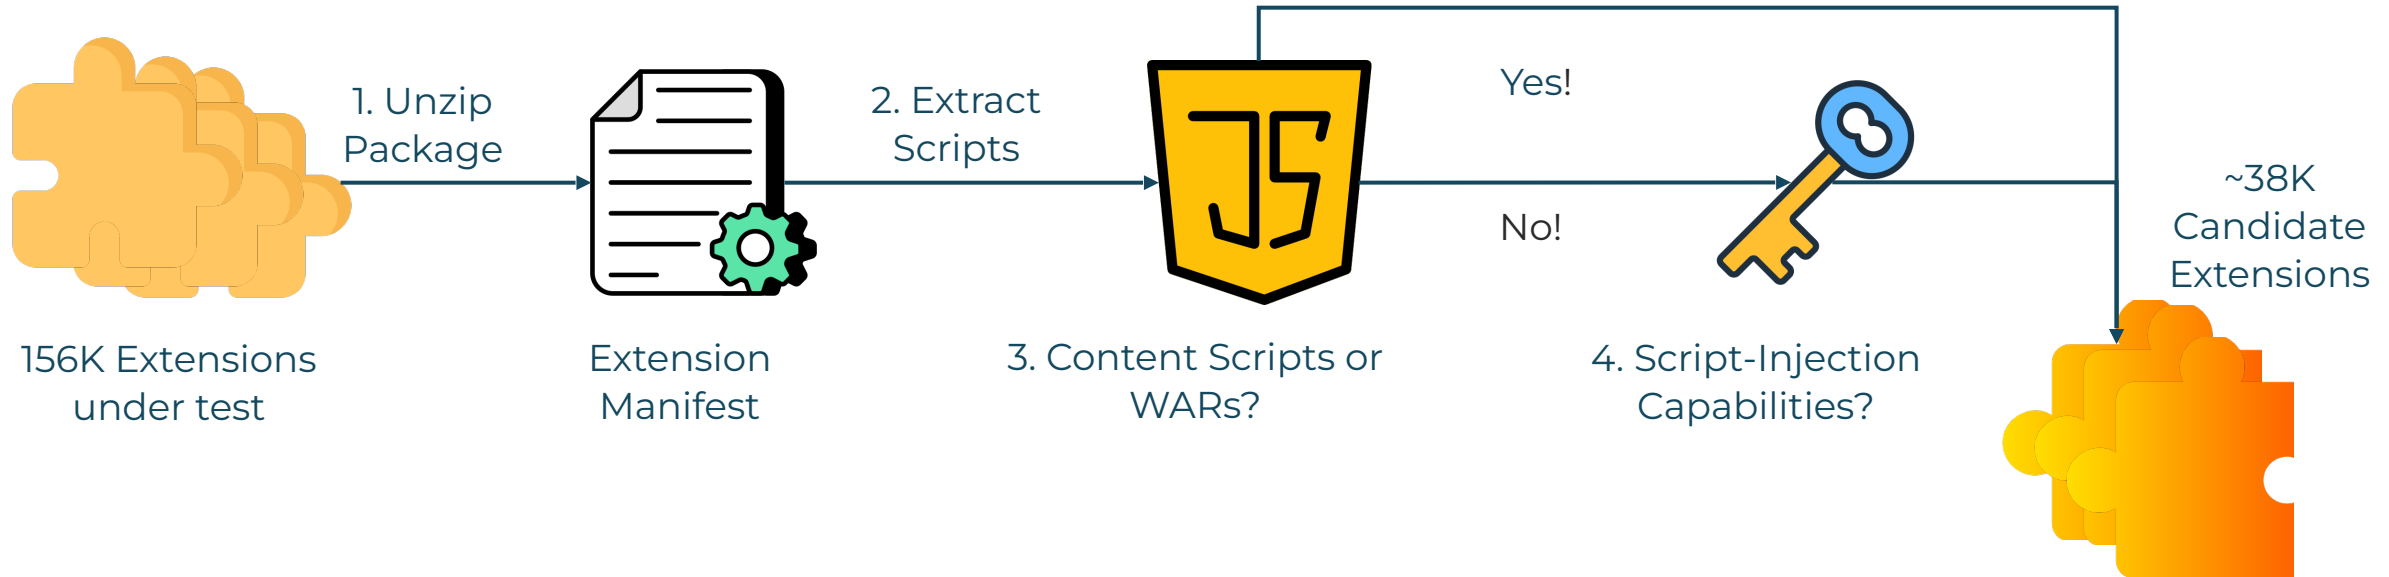 1. Unzip
Package
2. Extract
Scripts
JS
Yes!
No!
~38K
Candidate
Extensions
156K Extensions
under test
Extension
Manifest
3. Content Scripts or
WARs?
4. Script-Injection
Capabilities?